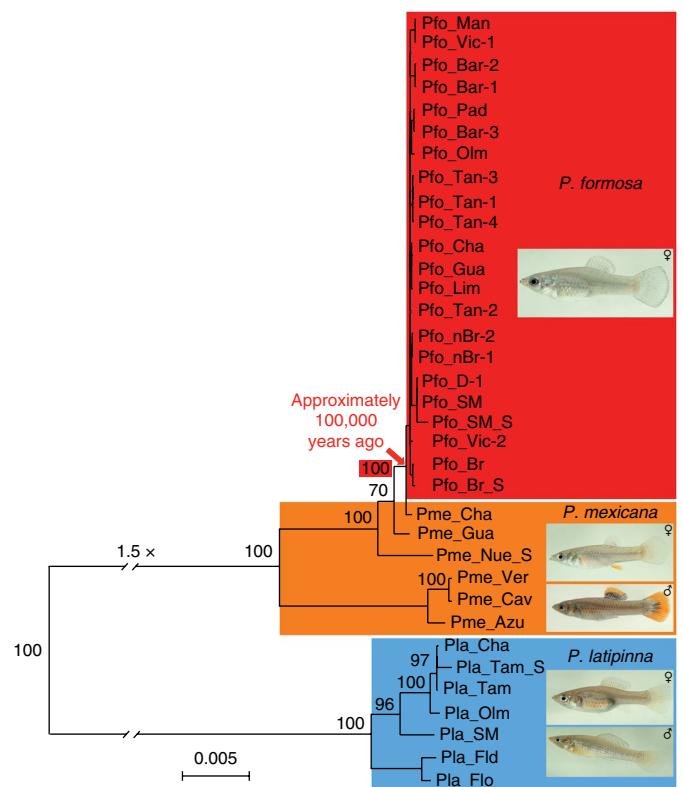 Pfo_Man
Pfo_Vic-1
Pfo_Bar-2
Pfo_Bar-1
Pfo_Pad
Pfo_Bar-3
Pfo_Olm
Pfo_Tan-3
P. formosa
Pfo_Tan-1
Pfo_Tan-4
Pfo_Cha
♀
Pfo_Gua
Pfo_Lim
Pfo_Tan-2
Pfo_nBr-2
Pfo_nBr-1
Pfo_D-1
Approximately
100,000
years ago
Pfo_SM
Pfo_SM_S
Pfo_Vic-2
Pfo_Br
100
Pfo_Br_S
70
Pme_Cha
P. mexicana
100
Pme_Gua
♀
1.5 ×
100
Pme_Nue_S
100
Pme_Ver
♂
Pme_Cav
Pme_Azu
100
Pla_Cha
P. latipinna
97
Pla_Tam_S
♀
100
Pla_Tam
96
Pla_Olm
100
Pla_SM
♂
Pla_Fld
0.005
Pla_Flo